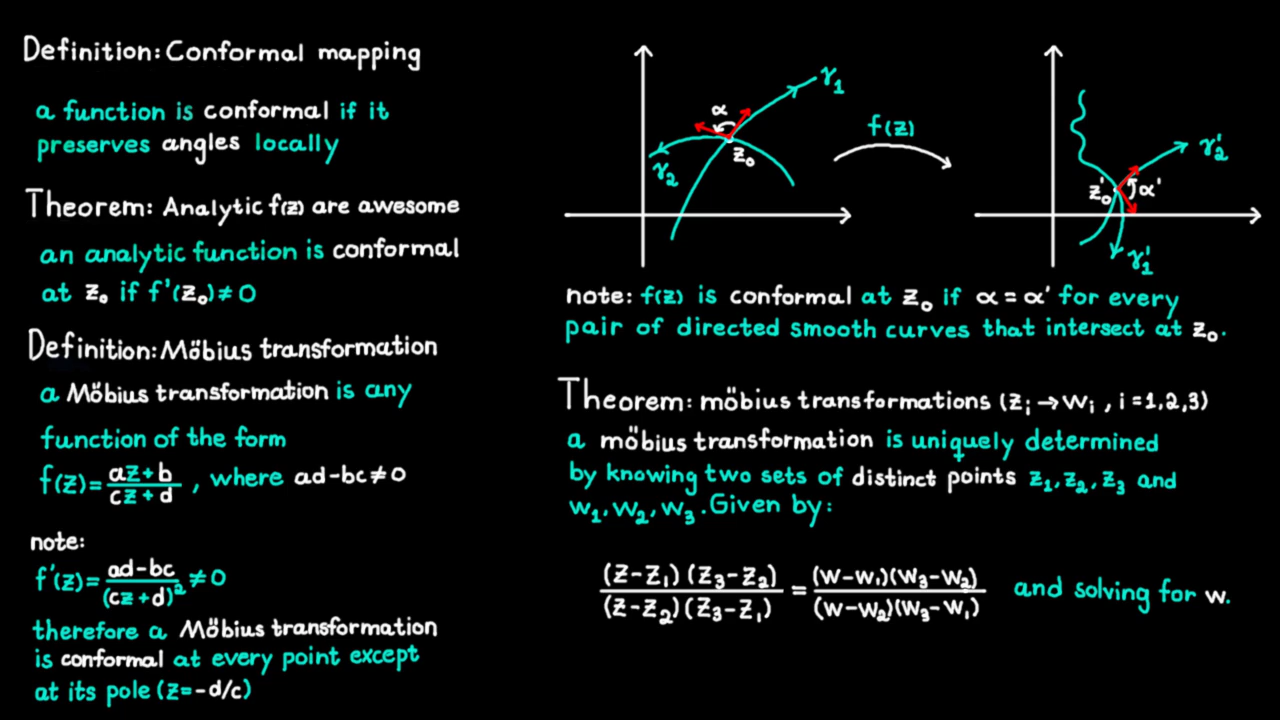 Definition: Conformal mapping
a function is conformal if it
preserves angles locally
Theorem: Analytic f(z) are awesome
an analytic function is conformal
at z₀ if f'(z₀)≠0
Definition: Möbius transformation
a Möbius transformation is any
function of the form
f(z)=(az+b)/(cz+d), where ad-bc≠0
note:
f'(z)=(ad-bc)/(cz+d)²≠0
therefore a Möbius transformation
is conformal at every point except
at its pole (z=-d/c)
α
γ₁
γ₂
z₀
f(z)
γ₂'
z₀'
α'
γ₁'
note: f(z) is conformal at z₀ if α=α' for every
pair of directed smooth curves that intersect at z₀.
Theorem: möbius transformations (zᵢ→wᵢ, i=1,2,3)
a möbius transformation is uniquely determined
by knowing two sets of distinct points z₁,z₂,z₃ and
w₁,w₂,w₃. Given by:
(z-z₁)(z₃-z₂)/(z-z₂)(z₃-z₁) = (w-w₁)(w₃-w₂)/(w-w₂)(w₃-w₁) and solving for w.